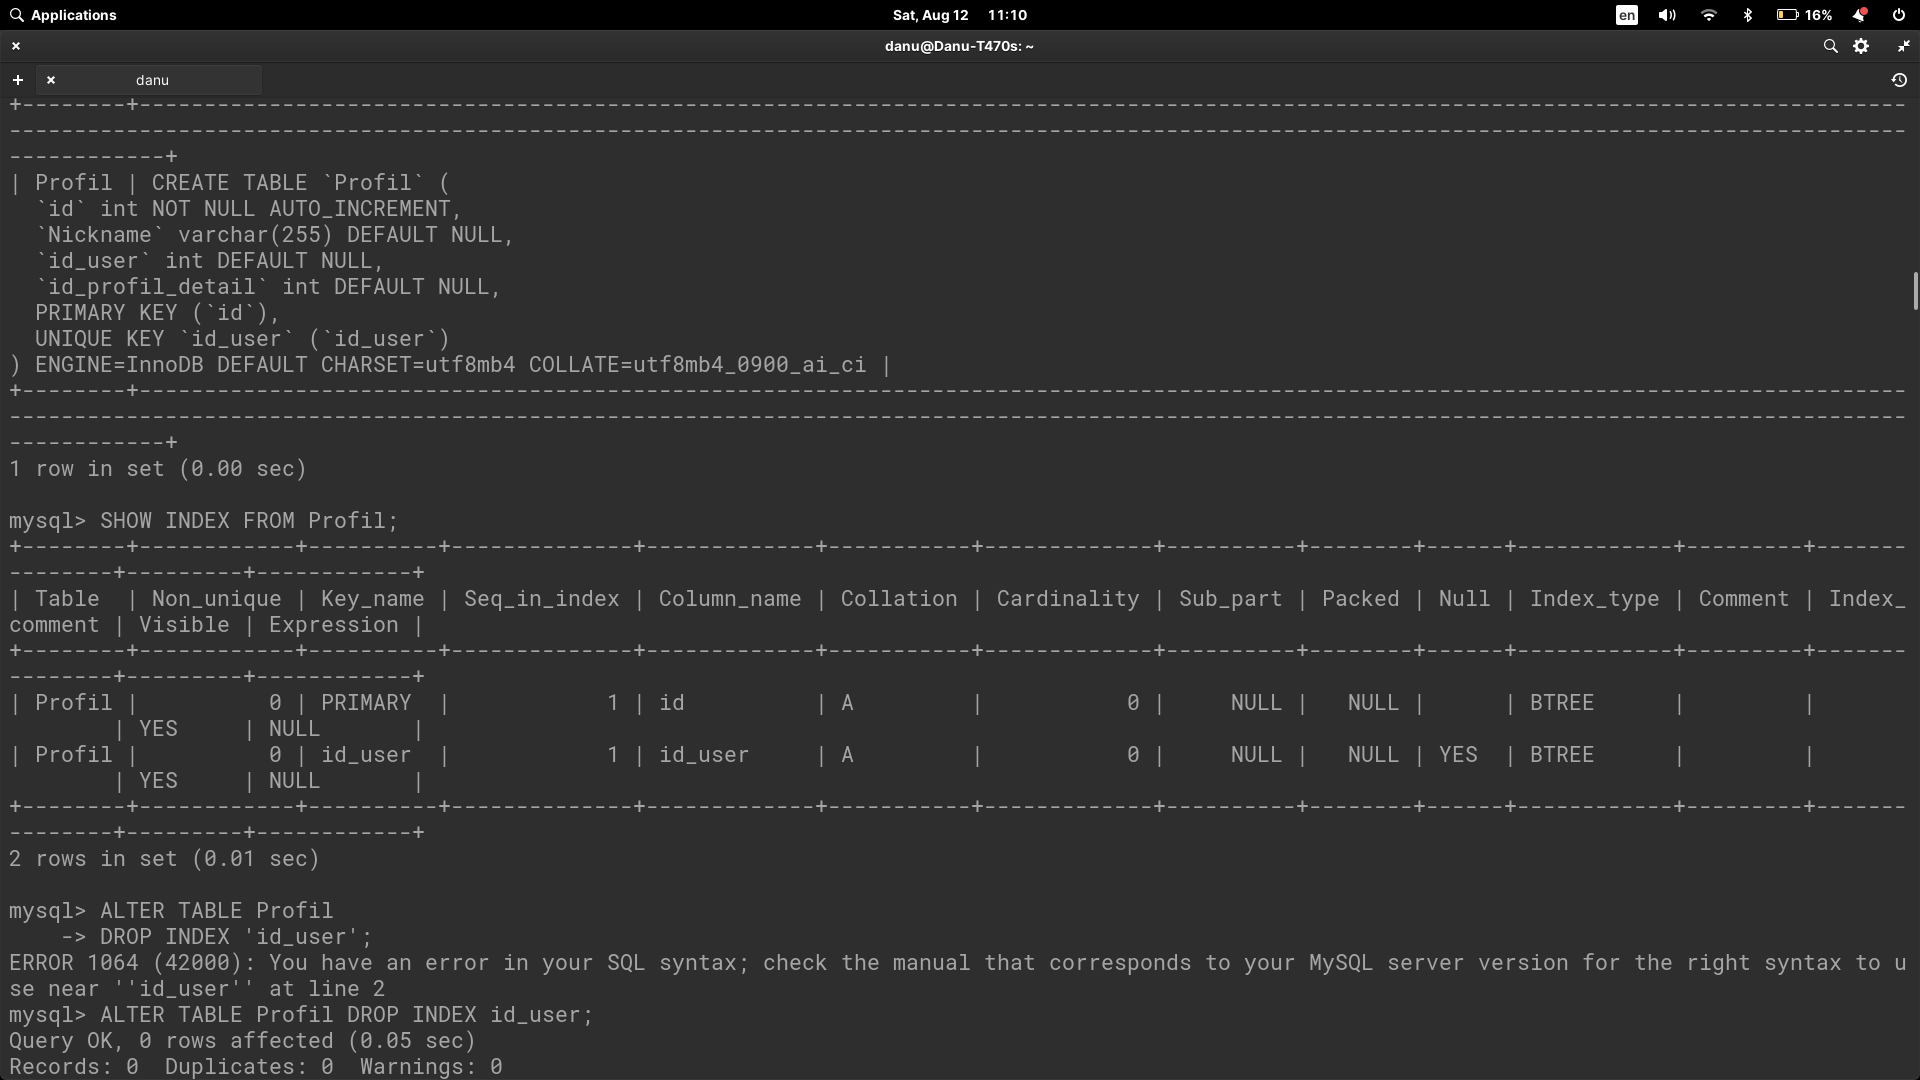 Applications
Sat, Aug 12 11:10
en
16%
danu@Danu-T470s: ~
danu
+--------+----------------------------------------------------------------------------------------------------------------------------------------
--------------------------------------------------------------------------------------------------------------------------------------------------
------------+
| Profil | CREATE TABLE `Profil` (
  `id` int NOT NULL AUTO_INCREMENT,
  `Nickname` varchar(255) DEFAULT NULL,
  `id_user` int DEFAULT NULL,
  `id_profil_detail` int DEFAULT NULL,
  PRIMARY KEY (`id`),
  UNIQUE KEY `id_user` (`id_user`)
) ENGINE=InnoDB DEFAULT CHARSET=utf8mb4 COLLATE=utf8mb4_0900_ai_ci |
+--------+----------------------------------------------------------------------------------------------------------------------------------------
--------------------------------------------------------------------------------------------------------------------------------------------------
------------+
1 row in set (0.00 sec)
mysql> SHOW INDEX FROM Profil;
+--------+------------+----------+--------------+-------------+-----------+-------------+----------+--------+------+------------+---------+-------
--------+---------+------------+
| Table  | Non_unique | Key_name | Seq_in_index | Column_name | Collation | Cardinality | Sub_part | Packed | Null | Index_type | Comment | Index_
comment | Visible | Expression |
+--------+------------+----------+--------------+-------------+-----------+-------------+----------+--------+------+------------+---------+-------
--------+---------+------------+
| Profil |          0 | PRIMARY  |            1 | id          | A         |           0 |     NULL |   NULL |      | BTREE      |         |
        | YES     | NULL       |
| Profil |          0 | id_user  |            1 | id_user     | A         |           0 |     NULL |   NULL | YES  | BTREE      |         |
        | YES     | NULL       |
+--------+------------+----------+--------------+-------------+-----------+-------------+----------+--------+------+------------+---------+-------
--------+---------+------------+
2 rows in set (0.01 sec)
mysql> ALTER TABLE Profil
    -> DROP INDEX 'id_user';
ERROR 1064 (42000): You have an error in your SQL syntax; check the manual that corresponds to your MySQL server version for the right syntax to u
se near ''id_user'' at line 2
mysql> ALTER TABLE Profil DROP INDEX id_user;
Query OK, 0 rows affected (0.05 sec)
Records: 0  Duplicates: 0  Warnings: 0